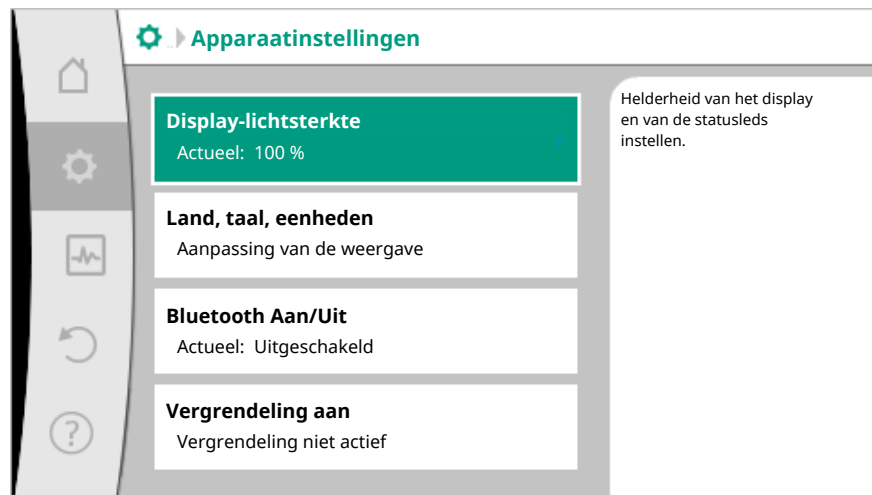 Apparaatinstellingen
Display-lichtsterkte
Actueel: 100 %
Land, taal, eenheden
Aanpassing van de weergave
Bluetooth Aan/Uit
Actueel: Uitgeschakeld
Vergrendeling aan
Vergrendeling niet actief
Helderheid van het display
en van de statusleds
instellen.